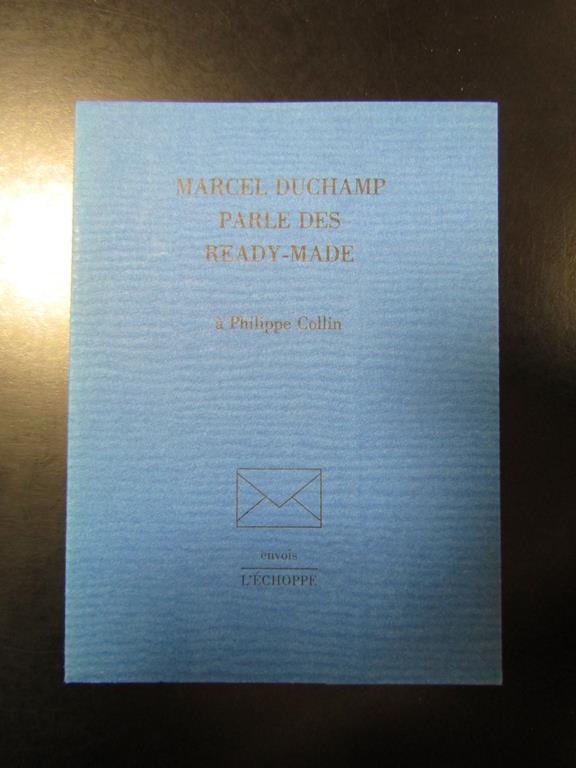 MARCEL DUCHAMP
PARLE DES
READY-MADE
à Philippe Collin
envois
L'ÉCHOPPE